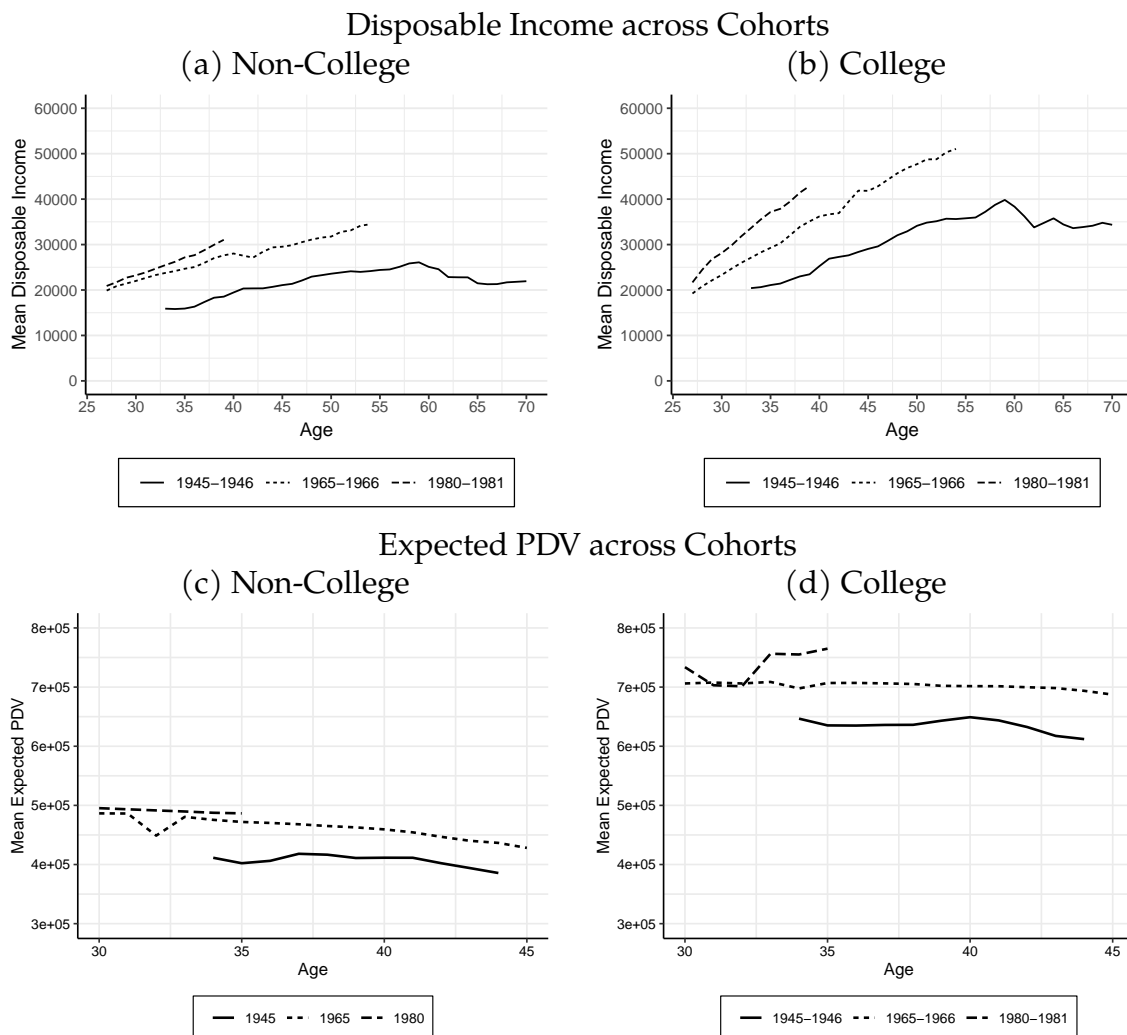 Disposable Income across Cohorts
(a) Non-College
(b) College
Mean Disposable Income
60000
50000
40000
30000
20000
10000
0
25 30 35 40 45 50 55 60 65 70
Age
1945−1946 1965−1966 1980−1981
Mean Disposable Income
60000
50000
40000
30000
20000
10000
0
25 30 35 40 45 50 55 60 65 70
Age
1945−1946 1965−1966 1980−1981
Expected PDV across Cohorts
(c) Non-College
(d) College
Mean Expected PDV
8e+05
7e+05
6e+05
5e+05
4e+05
3e+05
30 35 40 45
Age
1945 1965 1980
Mean Expected PDV
8e+05
7e+05
6e+05
5e+05
4e+05
3e+05
30 35 40 45
Age
1945−1946 1965−1966 1980−1981